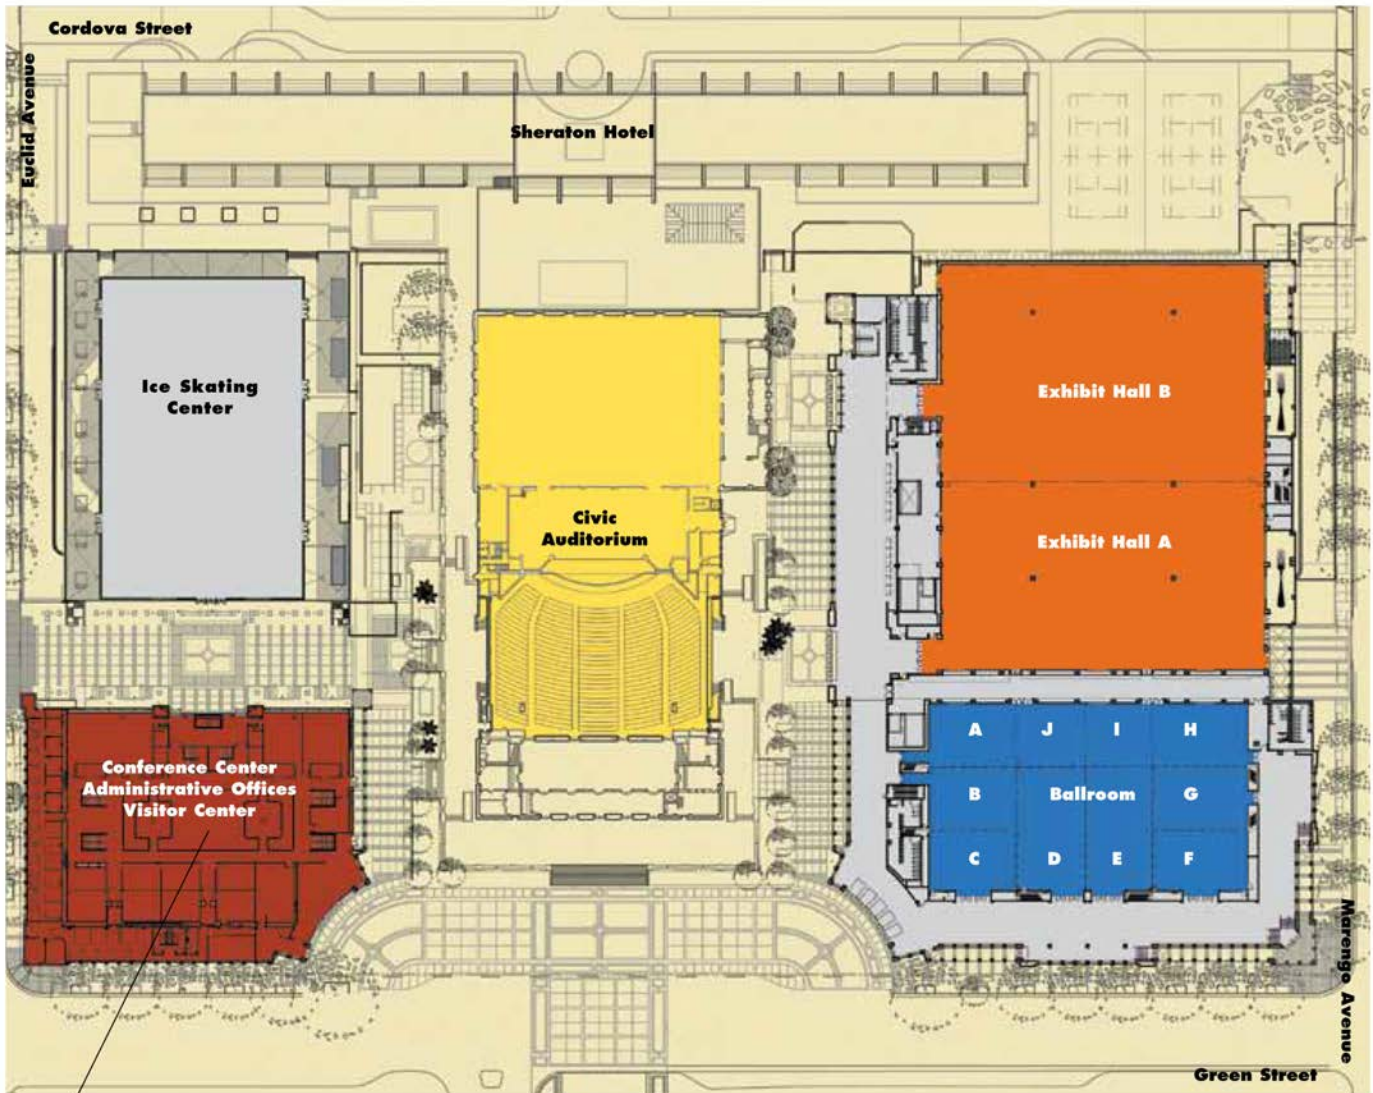 Cordova Street
Euclid Avenue
Sheraton Hotel
Ice Skating
Center
Exhibit Hall B
Civic
Auditorium
Exhibit Hall A
A J I H
Conference Center
Administrative Offices
Visitor Center
B Ballroom G
C D E F
Marengo Avenue
Green Street